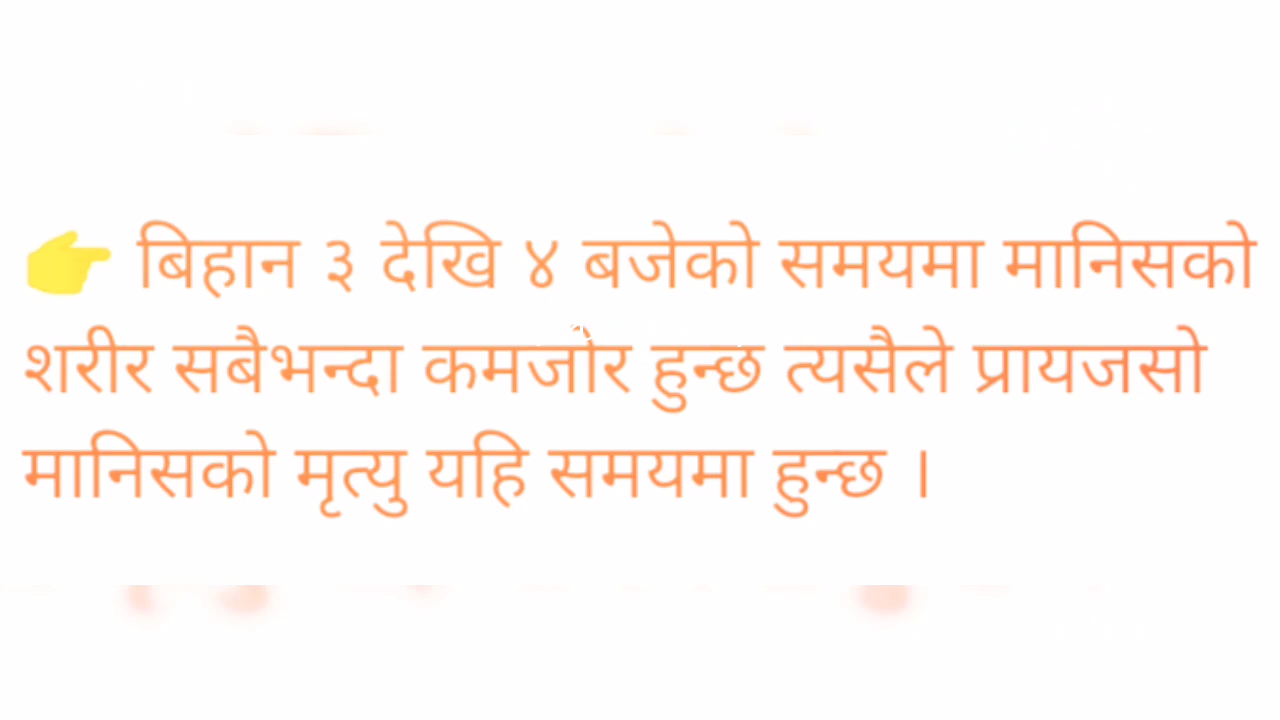 👉 बिहान ३ देखि ४ बजेको समयमा मानिसको
शरीर सबैभन्दा कमजोर हुन्छ त्यसैले प्रायजसो
मानिसको मृत्यु यहि समयमा हुन्छ ।